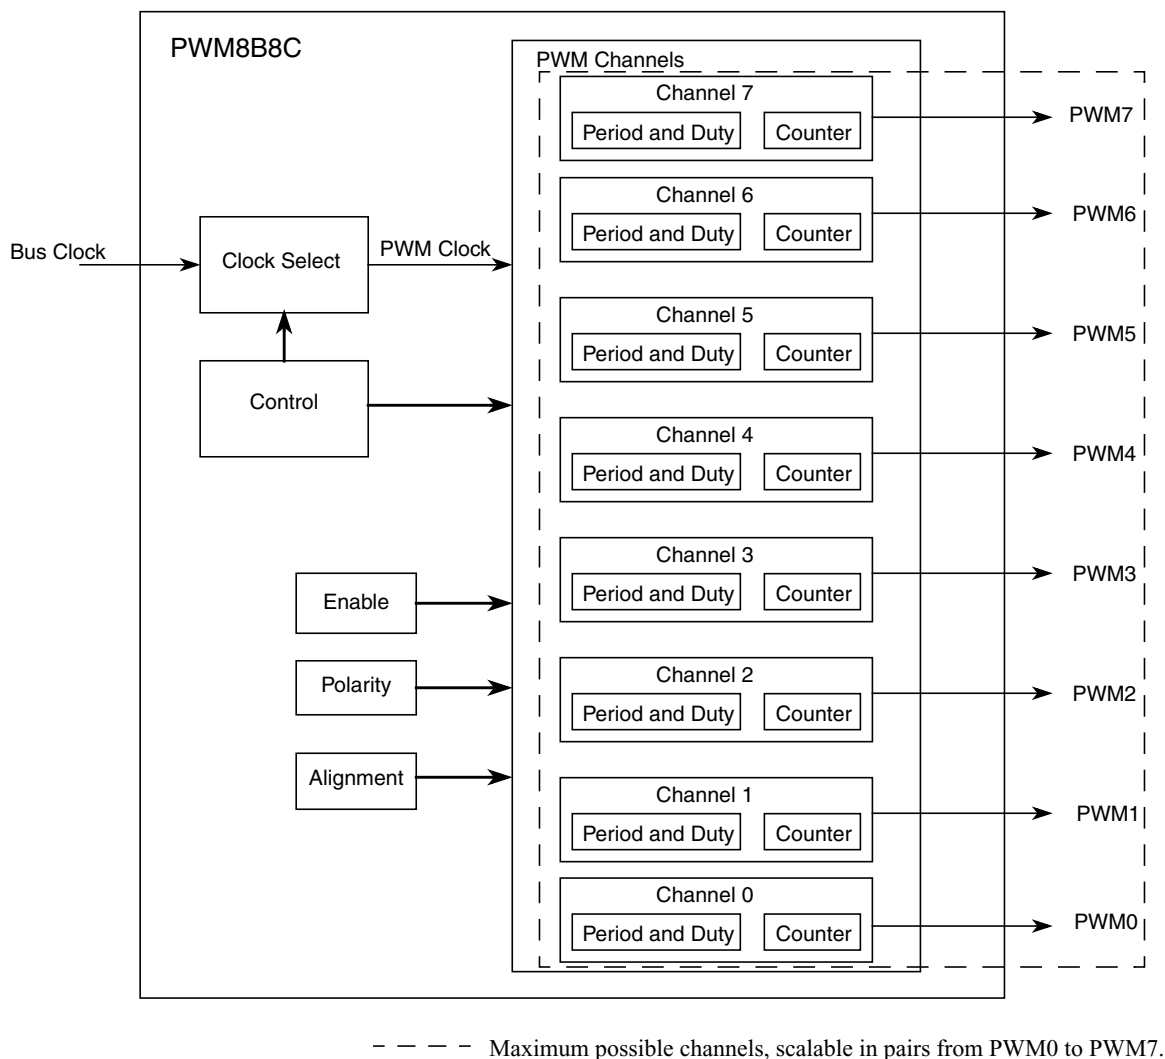 PWM8B8C
PWM Channels
Channel 7
Period and Duty
Counter
PWM7
Channel 6
Period and Duty
Counter
PWM6
Bus Clock
Clock Select
PWM Clock
Channel 5
Period and Duty
Counter
PWM5
Control
Channel 4
Period and Duty
Counter
PWM4
Channel 3
Period and Duty
Counter
PWM3
Enable
Polarity
Channel 2
Period and Duty
Counter
PWM2
Alignment
Channel 1
Period and Duty
Counter
PWM1
Channel 0
Period and Duty
Counter
PWM0
Maximum possible channels, scalable in pairs from PWM0 to PWM7.